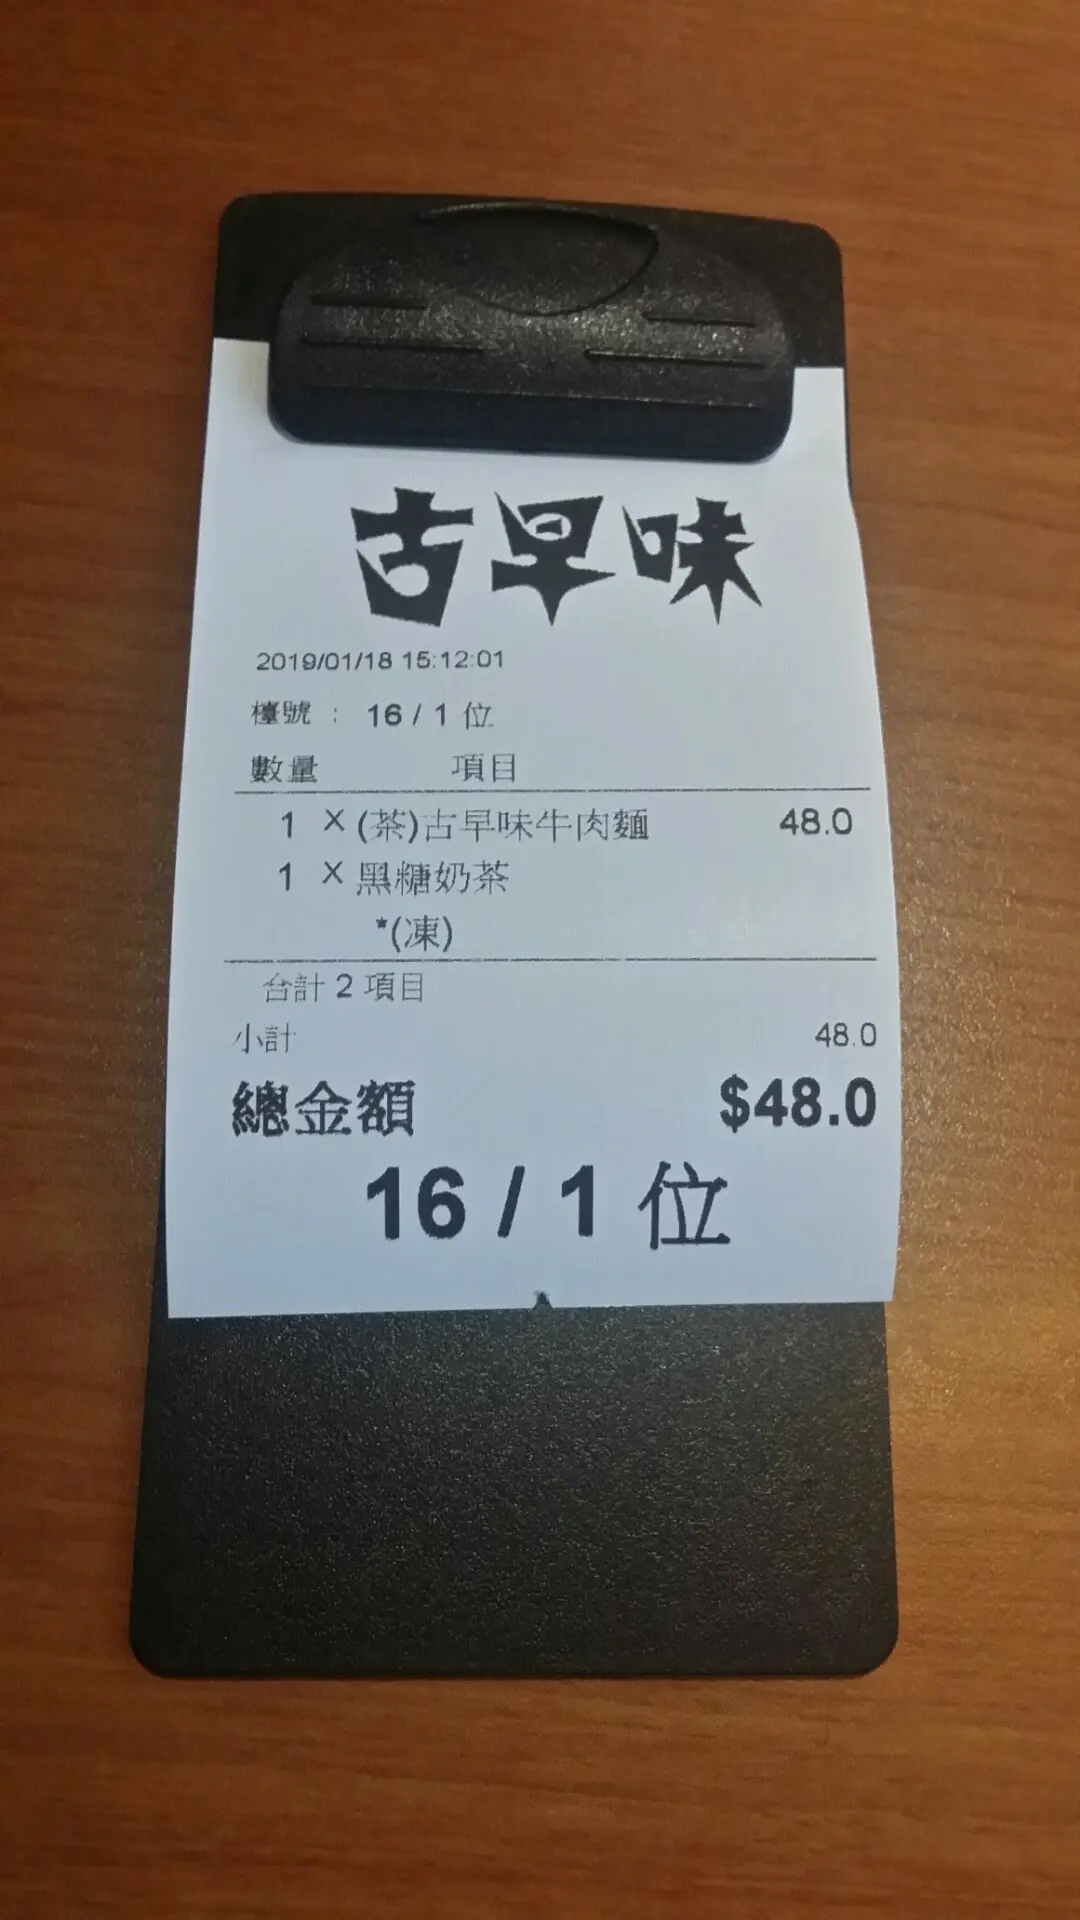 古早味
2019/01/18 15:12:01
檯號 : 16 / 1 位
數量 項目
1 X (茶)古早味牛肉麵 48.0
1 X 黑糖奶茶
*(凍)
合計 2 項目
小計 48.0
總金額 $48.0
16 / 1 位